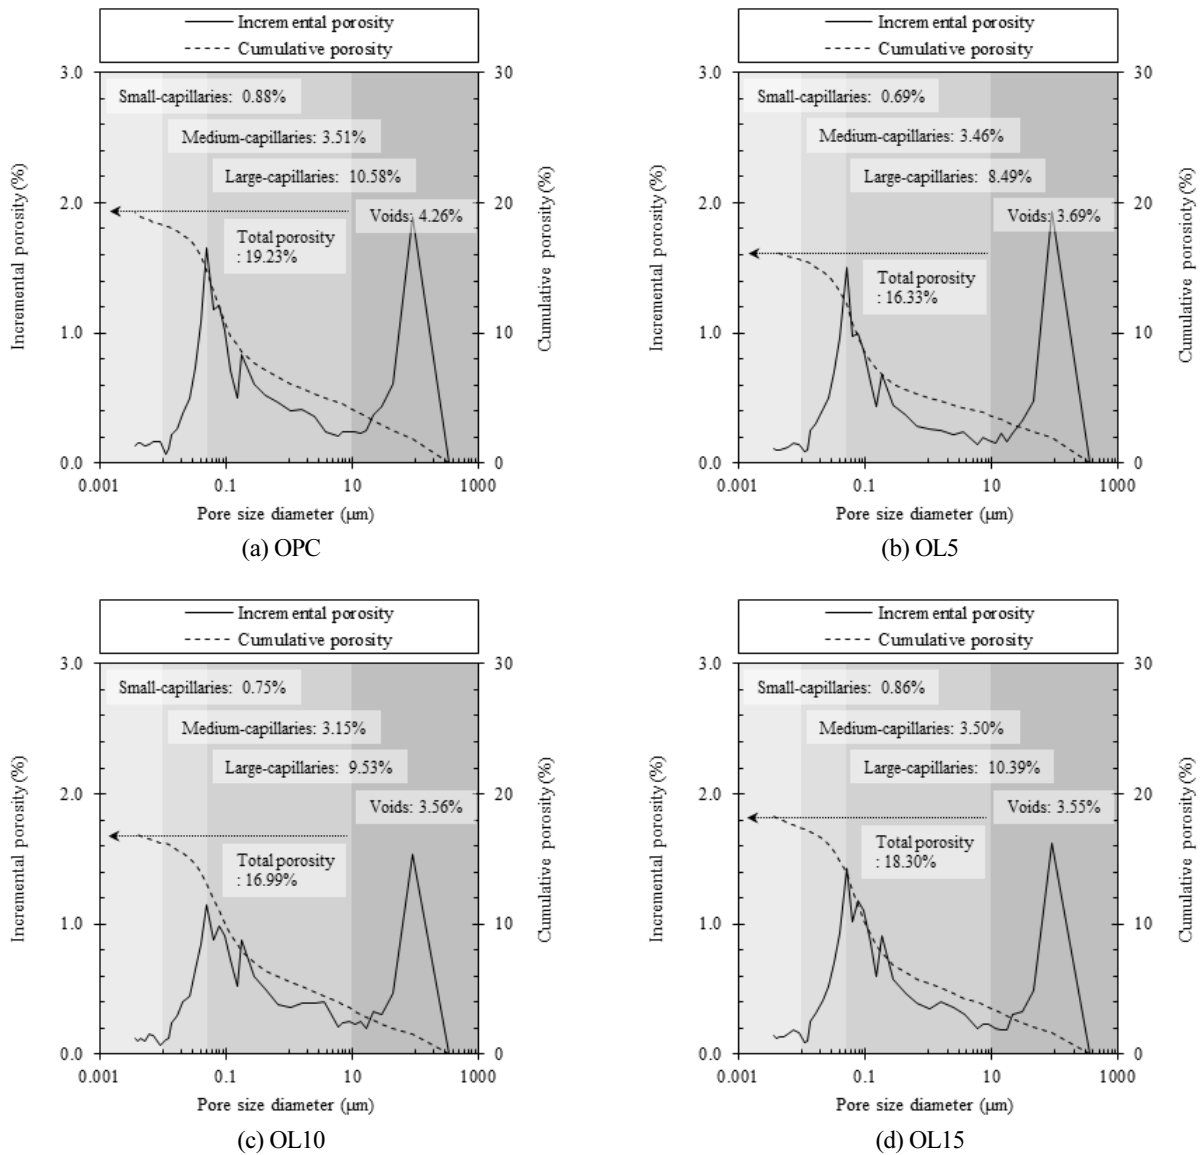 Incremental porosity
Cumulative porosity
3.0
2.0
1.0
0.0
30
20
10
0
Incremental porosity (%)
Cumulative porosity (%)
Small-capillaries: 0.88%
Medium-capillaries: 3.51%
Large-capillaries: 10.58%
Voids: 4.26%
Total porosity
: 19.23%
0.001 0.1 10 1000
Pore size diameter (μm)
(a) OPC
Incremental porosity
Cumulative porosity
3.0
2.0
1.0
0.0
30
20
10
0
Incremental porosity (%)
Cumulative porosioty (%)
Small-capillaries: 0.69%
Medium-capillaries: 3.46%
Large-capillaries: 8.49%
Voids: 3.69%
Total porosity
: 16.33%
0.001 0.1 10 1000
Pore size diameter (μm)
(b) OL5
Incremental porosity
Cumulative porosity
3.0
2.0
1.0
0.0
30
20
10
0
Incremental porosity (%)
Cumulative porosity (%)
Small-capillaries: 0.75%
Medium-capillaries: 3.15%
Large-capillaries: 9.53%
Voids: 3.56%
Total porosity
: 16.99%
0.001 0.1 10 1000
Pore size diameter (μm)
(c) OL10
Incremental porosity
Cumulative porosity
3.0
2.0
1.0
0.0
30
20
10
0
Incremental porosity (%)
Cumulative porosity (%)
Small-capillaries: 0.86%
Medium-capillaries: 3.50%
Large-capillaries: 10.39%
Voids: 3.55%
Total porosity
: 18.30%
0.001 0.1 10 1000
Pore size diameter (μm)
(d) OL15